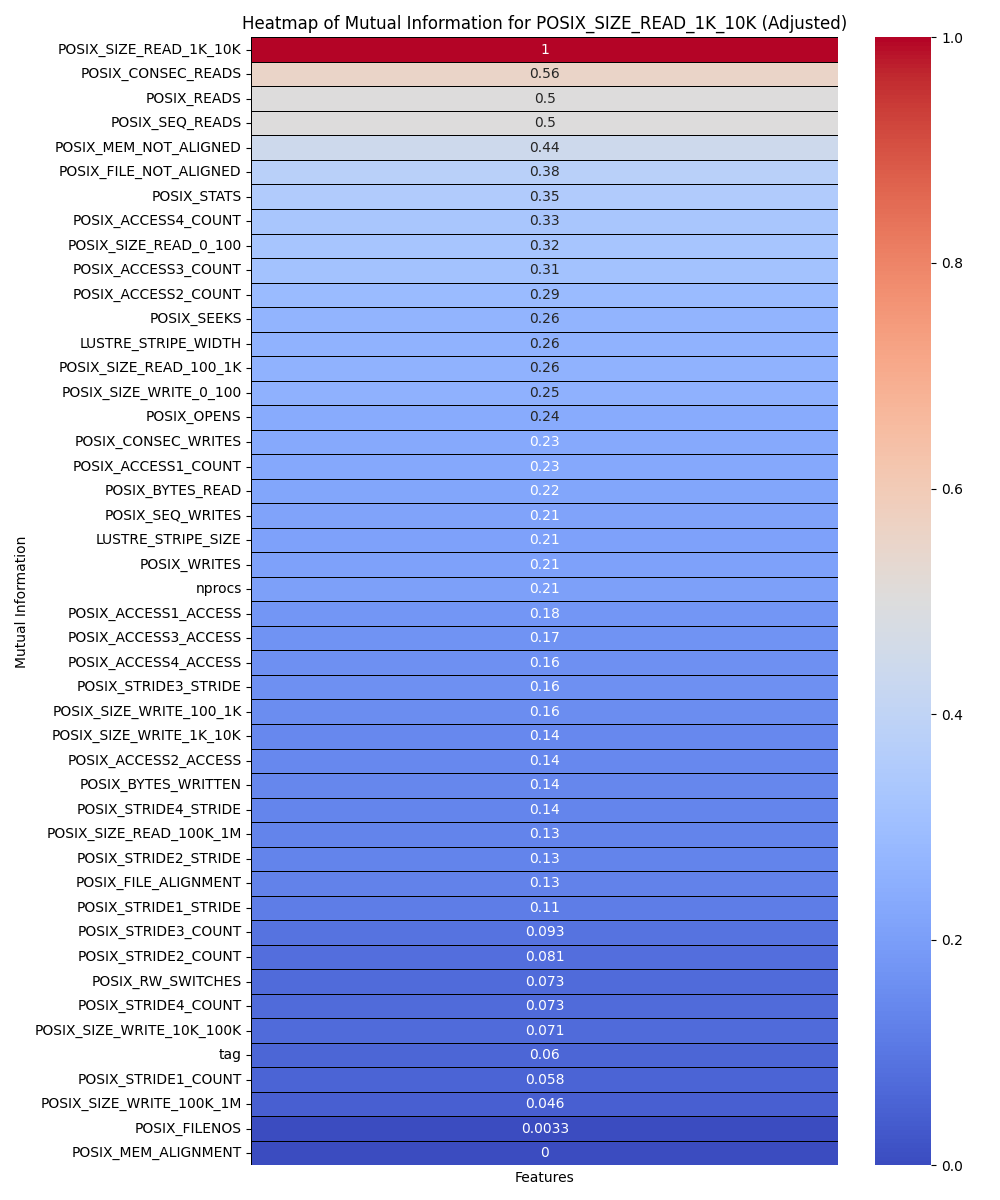 Heatmap of Mutual Information for POSIX_SIZE_READ_1K_10K (Adjusted)
POSIX_SIZE_READ_1K_10K 1
POSIX_CONSEC_READS 0.56
POSIX_READS 0.5
POSIX_SEQ_READS 0.5
POSIX_MEM_NOT_ALIGNED 0.44
POSIX_FILE_NOT_ALIGNED 0.38
POSIX_STATS 0.35
POSIX_ACCESS4_COUNT 0.33
POSIX_SIZE_READ_0_100 0.32
POSIX_ACCESS3_COUNT 0.31
POSIX_ACCESS2_COUNT 0.29
POSIX_SEEKS 0.26
LUSTRE_STRIPE_WIDTH 0.26
POSIX_SIZE_READ_100_1K 0.26
POSIX_SIZE_WRITE_0_100 0.25
POSIX_OPENS 0.24
POSIX_CONSEC_WRITES 0.23
POSIX_ACCESS1_COUNT 0.23
POSIX_BYTES_READ 0.22
POSIX_SEQ_WRITES 0.21
LUSTRE_STRIPE_SIZE 0.21
POSIX_WRITES 0.21
nprocs 0.21
POSIX_ACCESS1_ACCESS 0.18
POSIX_ACCESS3_ACCESS 0.17
POSIX_ACCESS4_ACCESS 0.16
POSIX_STRIDE3_STRIDE 0.16
POSIX_SIZE_WRITE_100_1K 0.16
POSIX_SIZE_WRITE_1K_10K 0.14
POSIX_ACCESS2_ACCESS 0.14
POSIX_BYTES_WRITTEN 0.14
POSIX_STRIDE4_STRIDE 0.14
POSIX_SIZE_READ_100K_1M 0.13
POSIX_STRIDE2_STRIDE 0.13
POSIX_FILE_ALIGNMENT 0.13
POSIX_STRIDE1_STRIDE 0.11
POSIX_STRIDE3_COUNT 0.093
POSIX_STRIDE2_COUNT 0.081
POSIX_RW_SWITCHES 0.073
POSIX_STRIDE4_COUNT 0.073
POSIX_SIZE_WRITE_10K_100K 0.071
tag 0.06
POSIX_STRIDE1_COUNT 0.058
POSIX_SIZE_WRITE_100K_1M 0.046
POSIX_FILENOS 0.0033
POSIX_MEM_ALIGNMENT 0
Mutual Information
Features
1.0
0.8
0.6
0.4
0.2
0.0